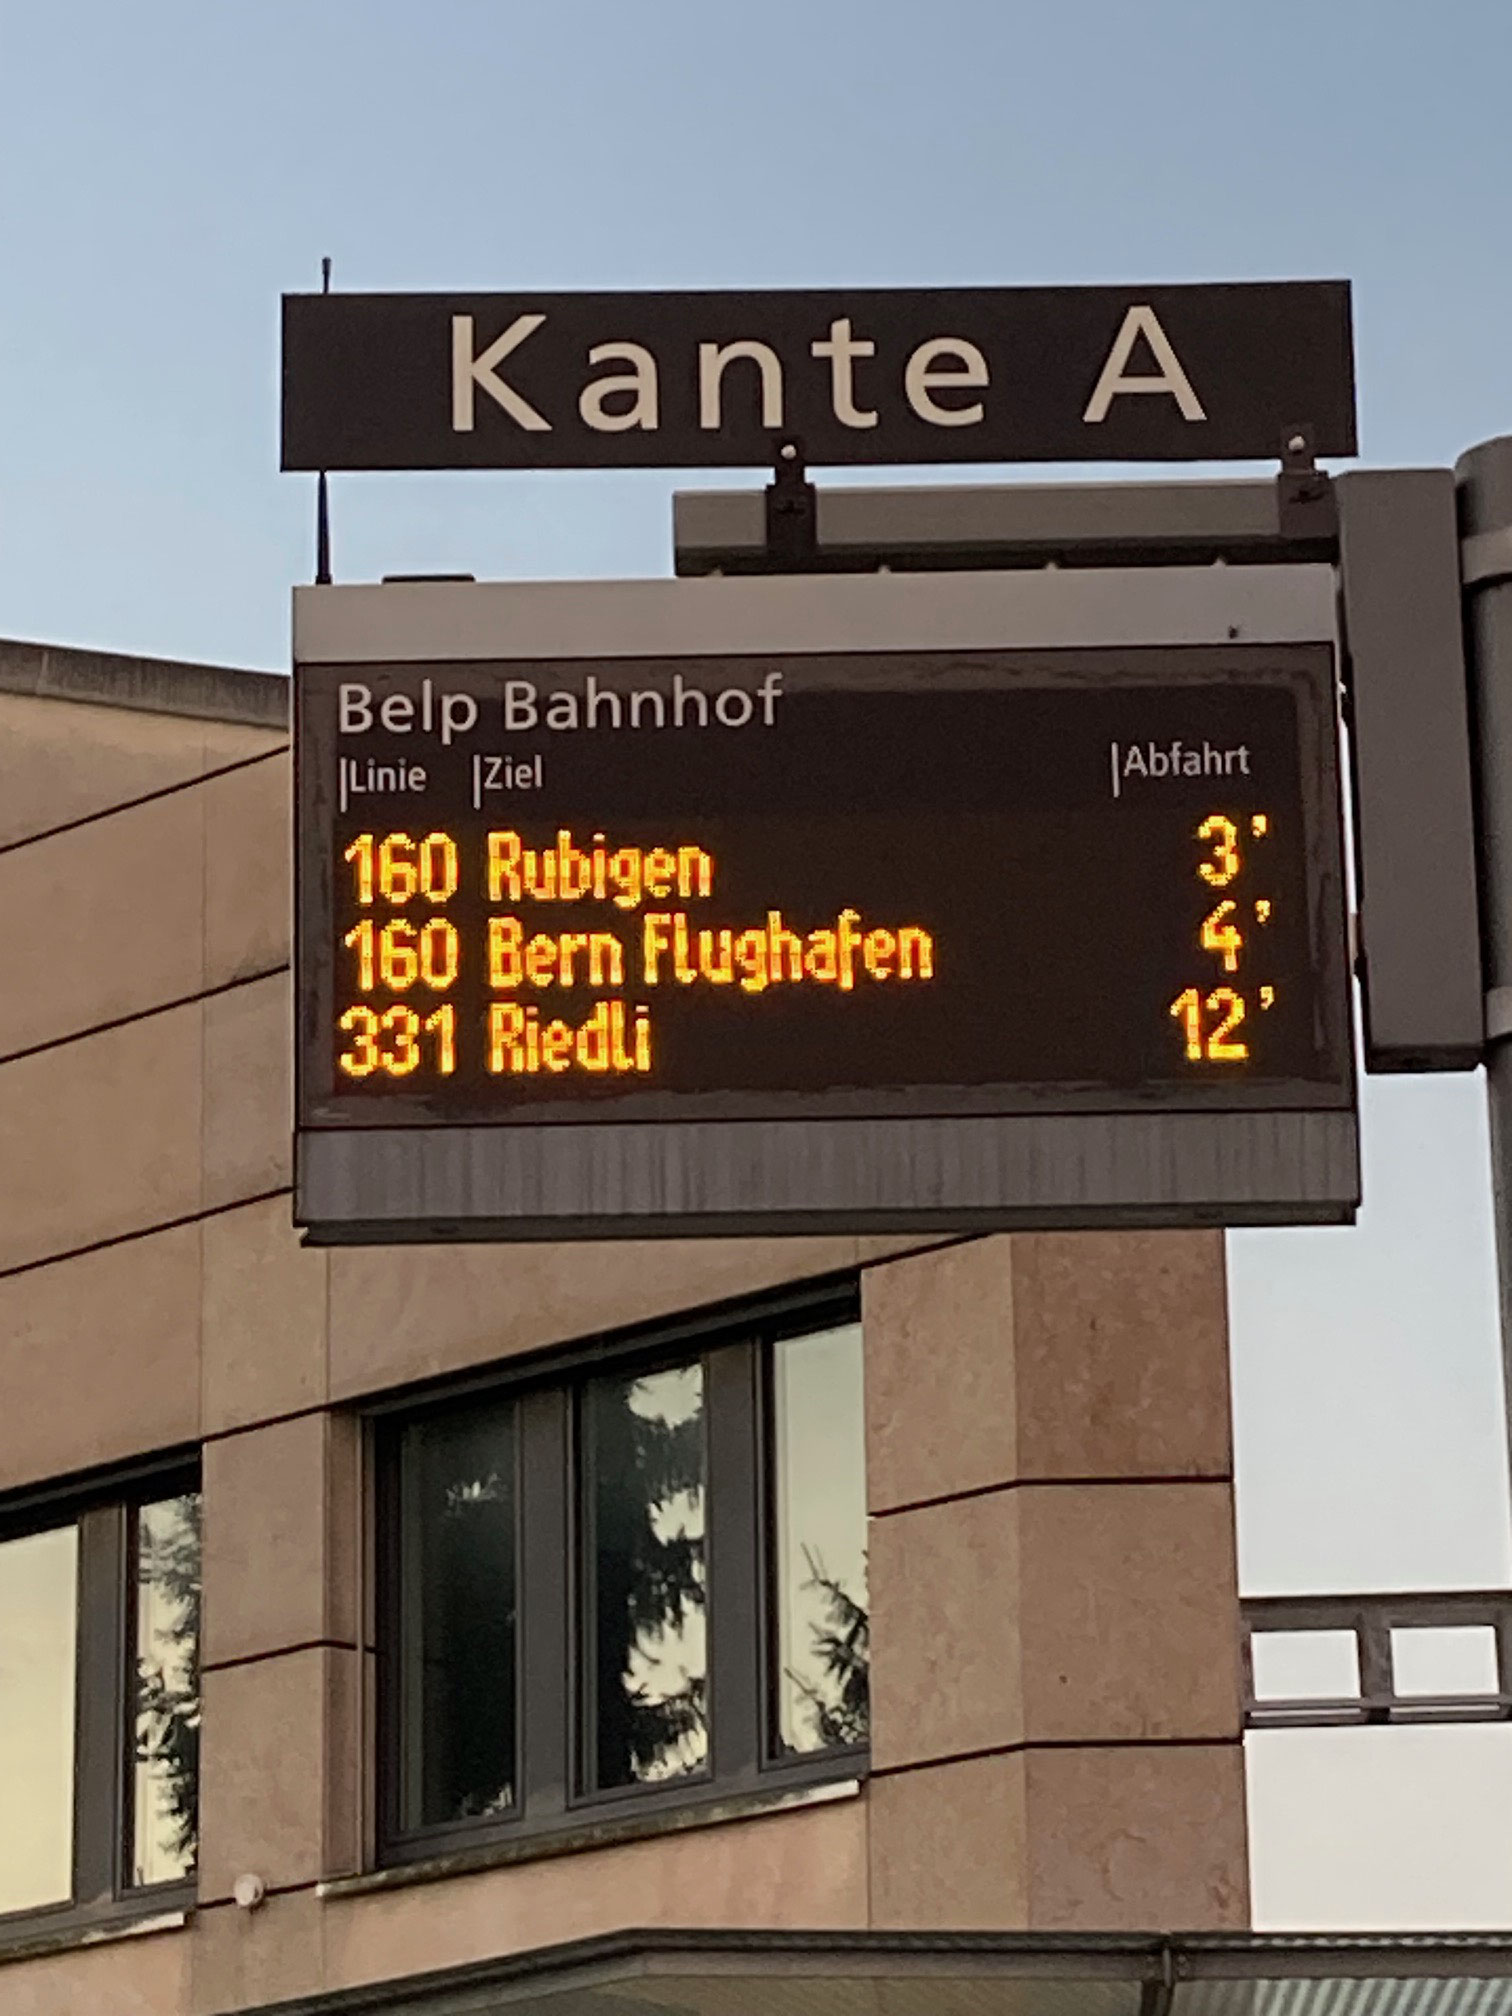 Kante A
Belp Bahnhof
|Linie |Ziel |Abfahrt
160 Rubigen 3'
160 Bern Flughafen 4'
331 Riedli 12'